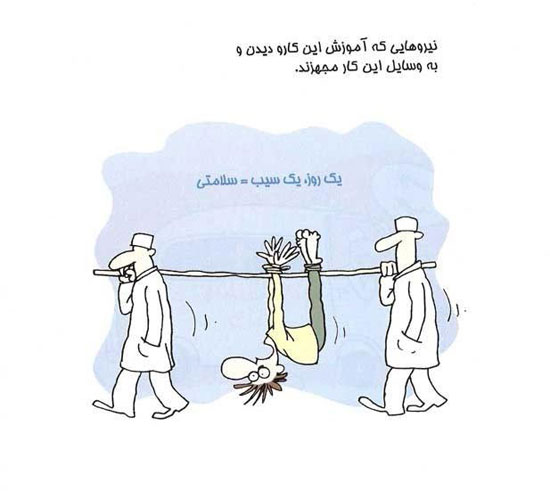 نیروهایی که آموزش این کارو دیدن و
به وسایل این کار مجهزند.
یک روز، یک سیب = سلامتی